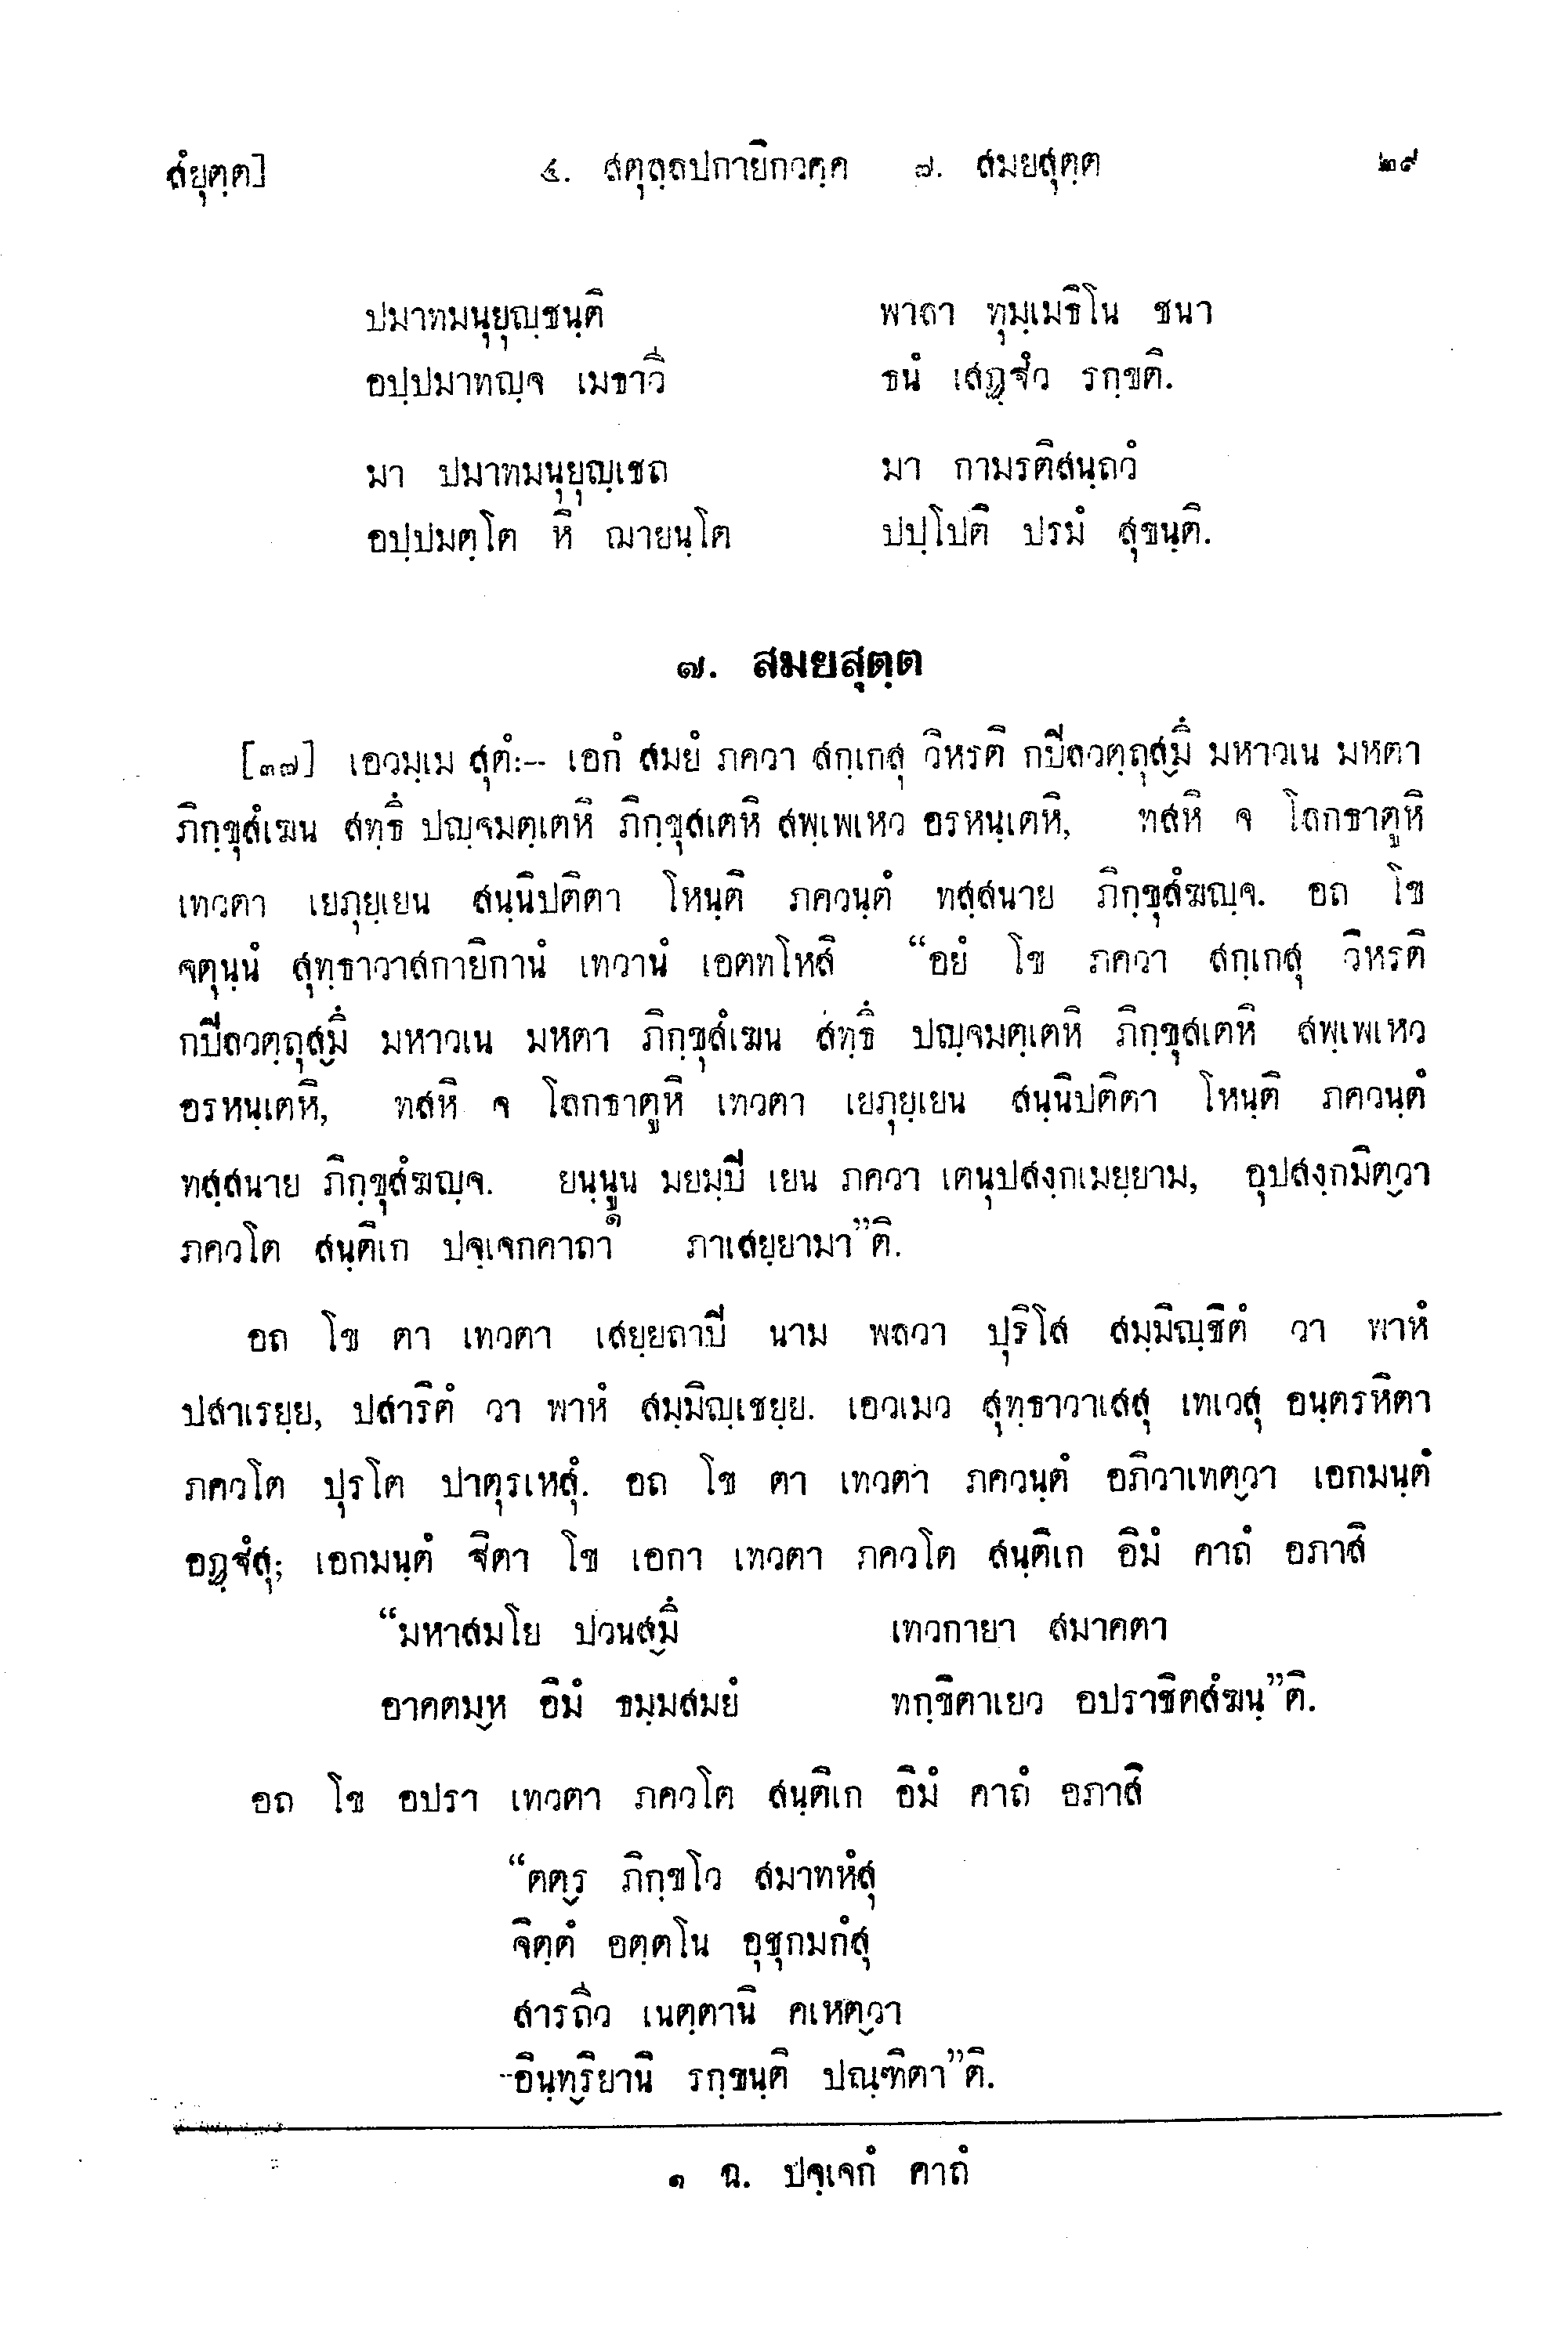 สํยุตฺต] ๔. สตุลฺลปกายิกวคฺค ๗. สมยสุตฺต ๒๙
ปมาทมนุยุญฺชนฺติ พาลา ทุมฺเมธิโน ชนา
อปฺปมาทญฺจ เมธาวี ธนํ เสฏฺฐํว รกฺขติ.
มา ปมาทมนุยุญฺเชถ มา กามรติสนฺถวํ
อปฺปมตฺโต หิ ฌายนฺโต ปปฺโปติ ปรมํ สุขนฺติ.
๗. สมยสุตฺต
[๓๗] เอวมฺเม สุตํ:-- เอกํ สมยํ ภควา สกฺเกสุ วิหรติ กปิลวตฺถุสฺมิํ มหาวเน มหตา
ภิกฺขุสํเฆน สทฺธิํ ปญฺจมตฺเตหิ ภิกฺขุสเตหิ สพฺเพเหว อรหนฺเตหิ, ทสหิ จ โลกธาตูหิ
เทวตา เยภุยฺเยน สนฺนิปติตา โหนฺติ ภควนฺตํ ทสฺสนาย ภิกฺขุสํฆญฺจ. อถ โข
จตุนฺนํ สุทฺธาวาสกายิกานํ เทวานํ เอตทโหสิ “อยํ โข ภควา สกฺเกสุ วิหรติ
กปิลวตฺถุสฺมิํ มหาวเน มหตา ภิกฺขุสํเฆน สทฺธิํ ปญฺจมตฺเตหิ ภิกฺขุสเตหิ สพฺเพเหว
อรหนฺเตหิ, ทสหิ จ โลกธาตูหิ เทวตา เยภุยฺเยน สนฺนิปติตา โหนฺติ ภควนฺตํ
ทสฺสนาย ภิกฺขุสํฆญฺจ. ยนฺนูน มยมฺปิ เยน ภควา เตนุปสงฺกเมยฺยาม, อุปสงฺกมิตฺวา
ภควโต สนฺติเก ปจฺเจกคาถา๑ ภาเสยฺยามา”ติ.
อถ โข ตา เทวตา เสยฺยถาปิ นาม พลวา ปุริโส สมฺมิญฺชิตํ วา พาหํ
ปสาเรยฺย, ปสาริตํ วา พาหํ สมฺมิญฺเชยฺย. เอวเมว สุทฺธาวาเสสุ เทเวสุ อนฺตรหิตา
ภควโต ปุรโต ปาตุรเหสุํ. อถ โข ตา เทวตา ภควนฺตํ อภิวาเทตฺวา เอกมนฺตํ
อฏฺฐํสุ; เอกมนฺตํ ฐิตา โข เอกา เทวตา ภควโต สนฺติเก อิมํ คาถํ อภาสิ
“มหาสมโย ปวนสฺมิํ เทวกายา สมาคตา
อาคตมฺห อิมํ ธมฺมสมยํ ทกฺขิตาเยว อปราชิตสํฆนฺ”ติ.
อถ โข อปรา เทวตา ภควโต สนฺติเก อิมํ คาถํ อภาสิ
“ตตฺร ภิกฺขโว สมาทหํสุ
จิตฺตํ อตฺตโน อุชุกมกํสุ
สารถีว เนตฺตานิ คเหตฺวา
อินฺทฺริยานิ รกฺขนฺติ ปณฺฑิตา”ติ.
๑ ฉ. ปจฺเจกํ คาถํ